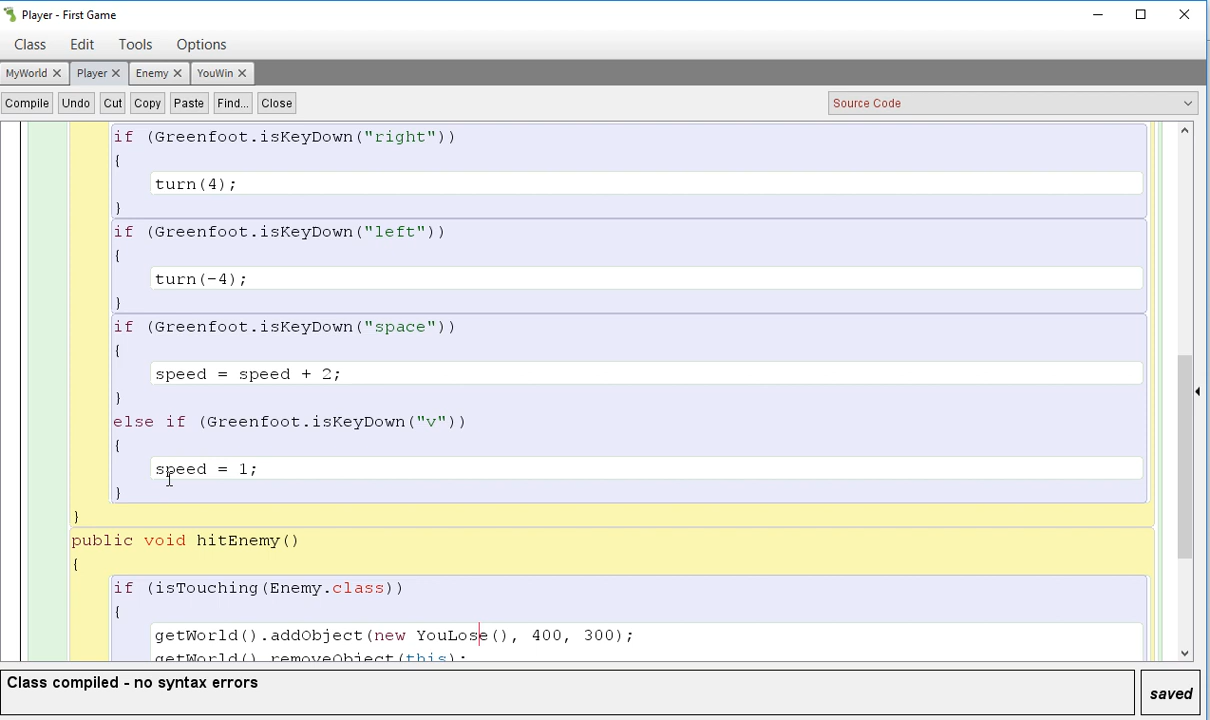 Player - First Game
Class Edit Tools Options
MyWorld Player Enemy YouWin
Compile Undo Cut Copy Paste Find... Close Source Code
if (Greenfoot.isKeyDown("right"))
{
turn(4);
}
if (Greenfoot.isKeyDown("left"))
{
turn(-4);
}
if (Greenfoot.isKeyDown("space"))
{
speed = speed + 2;
}
else if (Greenfoot.isKeyDown("v"))
{
speed = 1;
}
}
public void hitEnemy()
{
if (isTouching(Enemy.class))
{
getWorld().addObject(new YouLose(), 400, 300);
getWorld().removeObject(this);
Class compiled - no syntax errors
saved